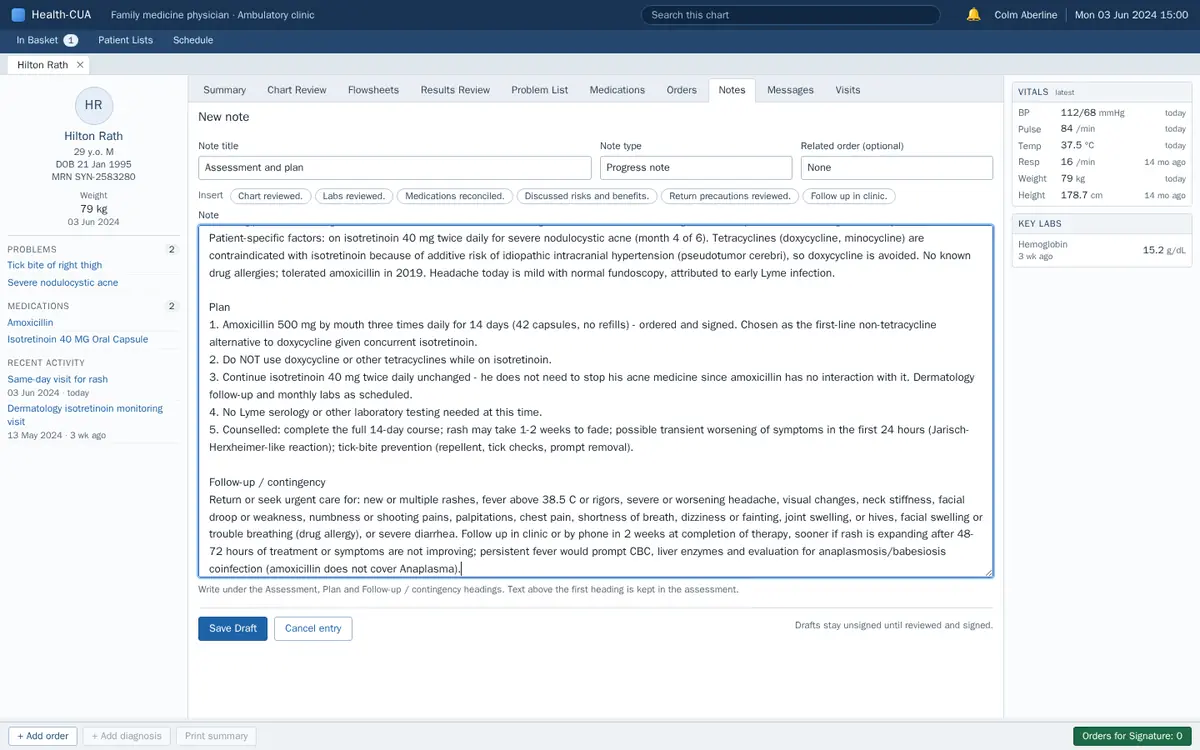 Health-CUA
Family medicine physician · Ambulatory clinic
Search this chart
Colm Aberline
Mon 03 Jun 2024 15:00
In Basket 1
Patient Lists
Schedule
Hilton Rath ×
HR
Hilton Rath
29 y.o. M
DOB 21 Jan 1995
MRN SYN-2583280
Weight
79 kg
03 Jun 2024
PROBLEMS 2
Tick bite of right thigh
Severe nodulocystic acne
MEDICATIONS 2
Amoxicillin
Isotretinoin 40 MG Oral Capsule
RECENT ACTIVITY
Same-day visit for rash
03 Jun 2024 · today
Dermatology isotretinoin monitoring
visit
13 May 2024 · 3 wk ago
Summary
Chart Review
Flowsheets
Results Review
Problem List
Medications
Orders
Notes
Messages
Visits
New note
Note title
Assessment and plan
Note type
Progress note
Related order (optional)
None
Insert
Chart reviewed.
Labs reviewed.
Medications reconciled.
Discussed risks and benefits.
Return precautions reviewed.
Follow up in clinic.
Note
Patient-specific factors: on isotretinoin 40 mg twice daily for severe nodulocystic acne (month 4 of 6). Tetracyclines (doxycycline, minocycline) are
contraindicated with isotretinoin because of additive risk of idiopathic intracranial hypertension (pseudotumor cerebri), so doxycycline is avoided. No known
drug allergies; tolerated amoxicillin in 2019. Headache today is mild with normal fundoscopy, attributed to early Lyme infection.
Plan
1. Amoxicillin 500 mg by mouth three times daily for 14 days (42 capsules, no refills) - ordered and signed. Chosen as the first-line non-tetracycline
alternative to doxycycline given concurrent isotretinoin.
2. Do NOT use doxycycline or other tetracyclines while on isotretinoin.
3. Continue isotretinoin 40 mg twice daily unchanged - he does not need to stop his acne medicine since amoxicillin has no interaction with it. Dermatology
follow-up and monthly labs as scheduled.
4. No Lyme serology or other laboratory testing needed at this time.
5. Counselled: complete the full 14-day course; rash may take 1-2 weeks to fade; possible transient worsening of symptoms in the first 24 hours (Jarisch-
Herxheimer-like reaction); tick-bite prevention (repellent, tick checks, prompt removal).
Follow-up / contingency
Return or seek urgent care for: new or multiple rashes, fever above 38.5 C or rigors, severe or worsening headache, visual changes, neck stiffness, facial
droop or weakness, numbness or shooting pains, palpitations, chest pain, shortness of breath, dizziness or fainting, joint swelling, or hives, facial swelling or
trouble breathing (drug allergy), or severe diarrhea. Follow up in clinic or by phone in 2 weeks at completion of therapy, sooner if rash is expanding after 48-
72 hours of treatment or symptoms are not improving; persistent fever would prompt CBC, liver enzymes and evaluation for anaplasmosis/babesiosis
coinfection (amoxicillin does not cover Anaplasma).
Write under the Assessment, Plan and Follow-up / contingency headings. Text above the first heading is kept in the assessment.
Save Draft
Cancel entry
Drafts stay unsigned until reviewed and signed.
VITALS latest
BP 112/68 mmHg today
Pulse 84 /min today
Temp 37.5 °C today
Resp 16 /min 14 mo ago
Weight 79 kg today
Height 178.7 cm 14 mo ago
KEY LABS
Hemoglobin 15.2 g/dL
3 wk ago
+ Add order
+ Add diagnosis
Print summary
Orders for Signature: 0